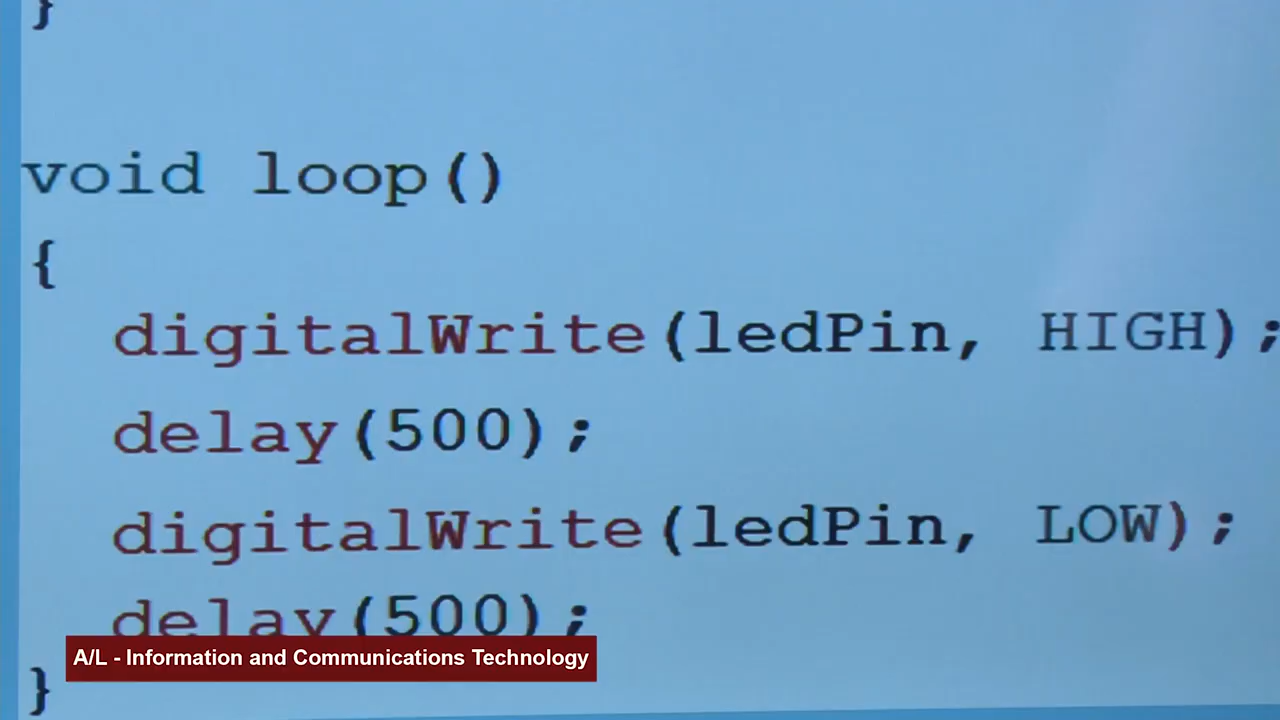 }
void loop()
{
digitalWrite(ledPin, HIGH);
delay(500);
digitalWrite(ledPin, LOW);
delay(500);
A/L - Information and Communications Technology
}